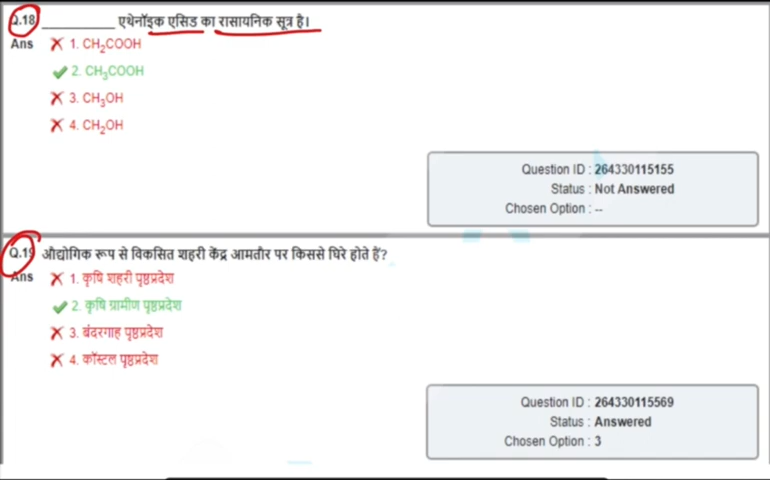 Q.18 ____________ एथेनॉइक एसिड का रासायनिक सूत्र है।
Ans X 1. CH₂COOH
✓ 2. CH₃COOH
X 3. CH₃OH
X 4. CH₂OH
Question ID : 264330115155
Status : Not Answered
Chosen Option : --
Q.19 औद्योगिक रूप से विकसित शहरी केंद्र आमतौर पर किससे घिरे होते हैं?
Ans X 1. कृषि शहरी पृष्ठप्रदेश
✓ 2. कृषि ग्रामीण पृष्ठप्रदेश
X 3. बंदरगाह पृष्ठप्रदेश
X 4. कॉस्टल पृष्ठप्रदेश
Question ID : 264330115569
Status : Answered
Chosen Option : 3